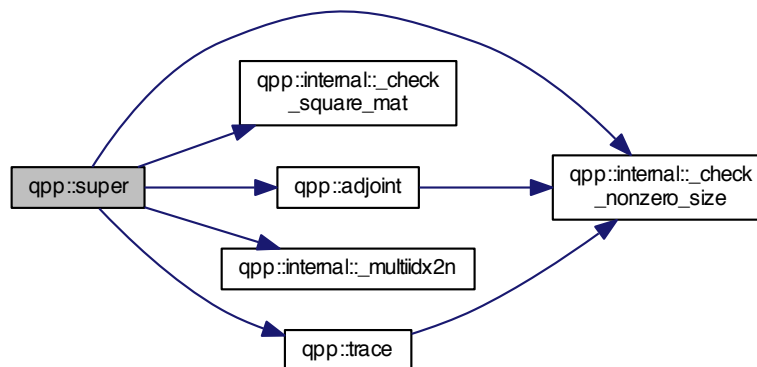 qpp::internal::_check
_square_mat
qpp::super
qpp::adjoint
qpp::internal::_check
_nonzero_size
qpp::internal::_multiidx2n
qpp::trace